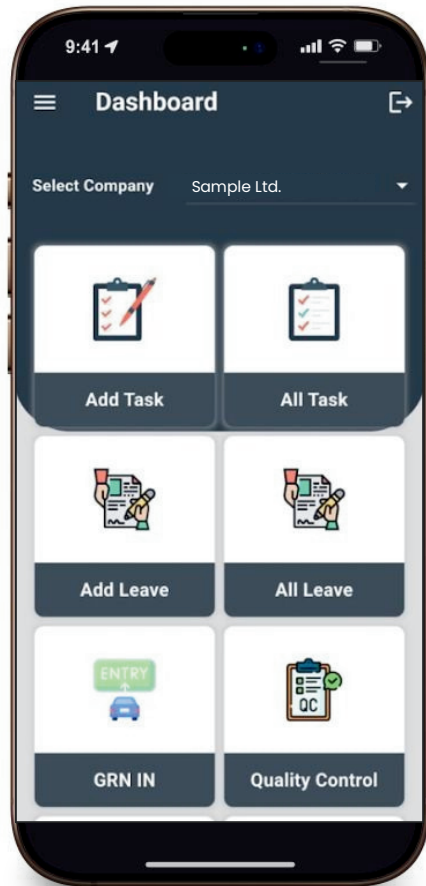 9:41
Dashboard
Select Company Sample Ltd.
Add Task All Task
Add Leave All Leave
ENTRY
QC
GRN IN Quality Control